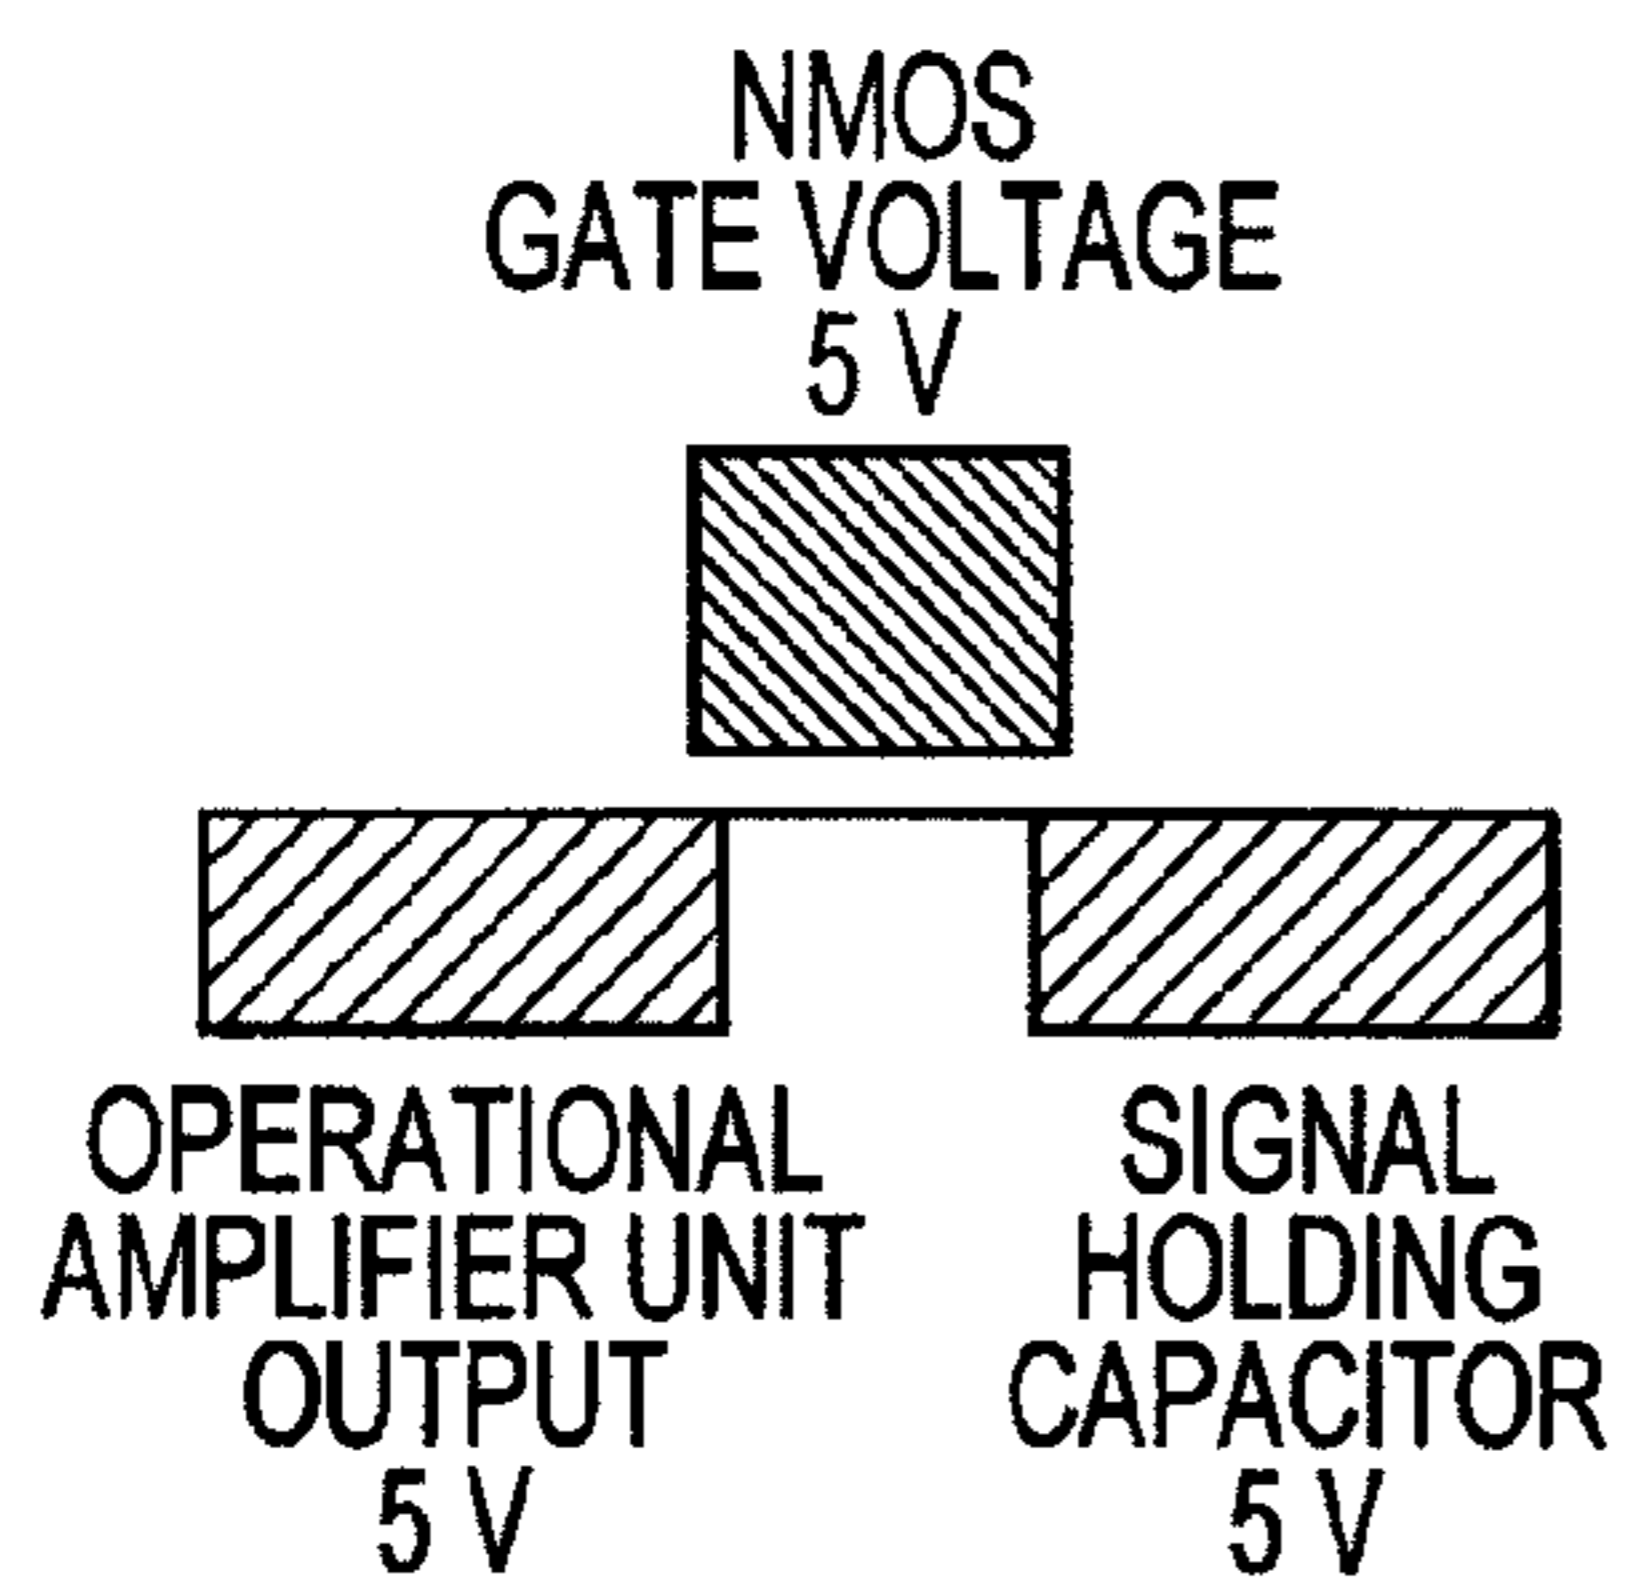 NMOS
GATE VOLTAGE
5 V
OPERATIONAL
AMPLIFIER UNIT
OUTPUT
5 V
SIGNAL
HOLDING
CAPACITOR
5 V